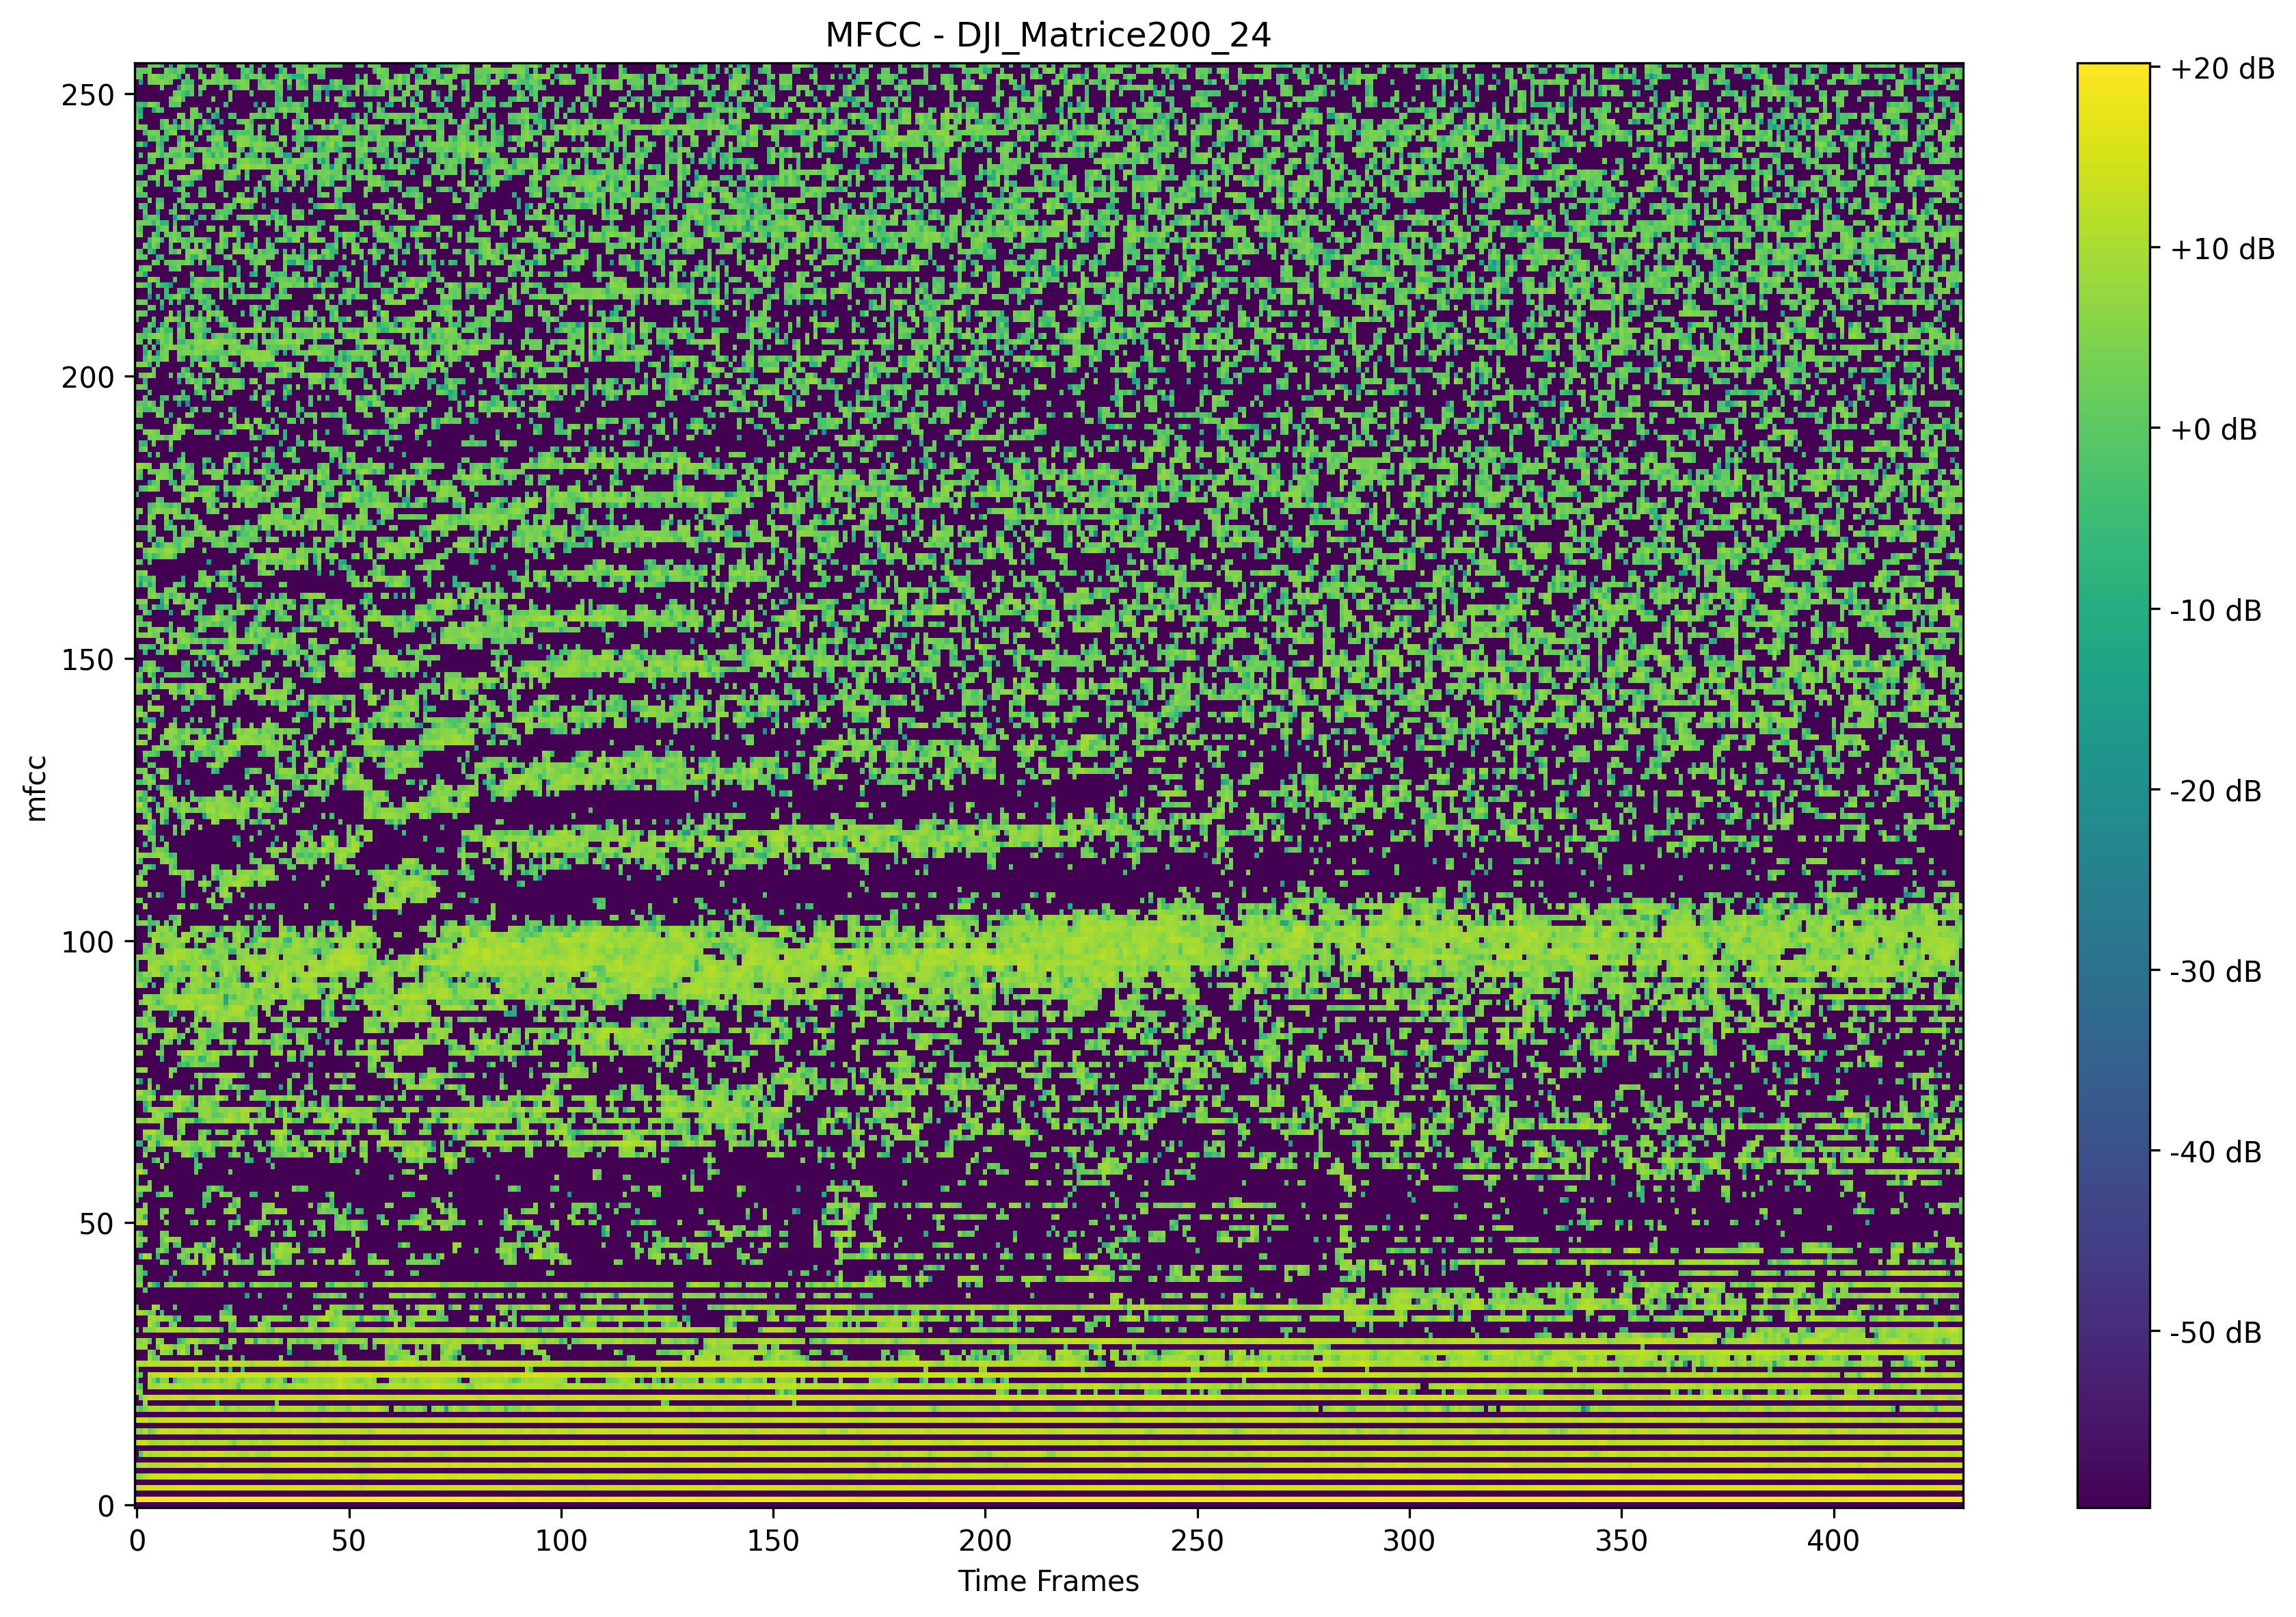 MFCC - DJI_Matrice200_24
mfcc
250
200
150
100
50
0
0 50 100 150 200 250 300 350 400
Time Frames
+20 dB
+10 dB
+0 dB
-10 dB
-20 dB
-30 dB
-40 dB
-50 dB